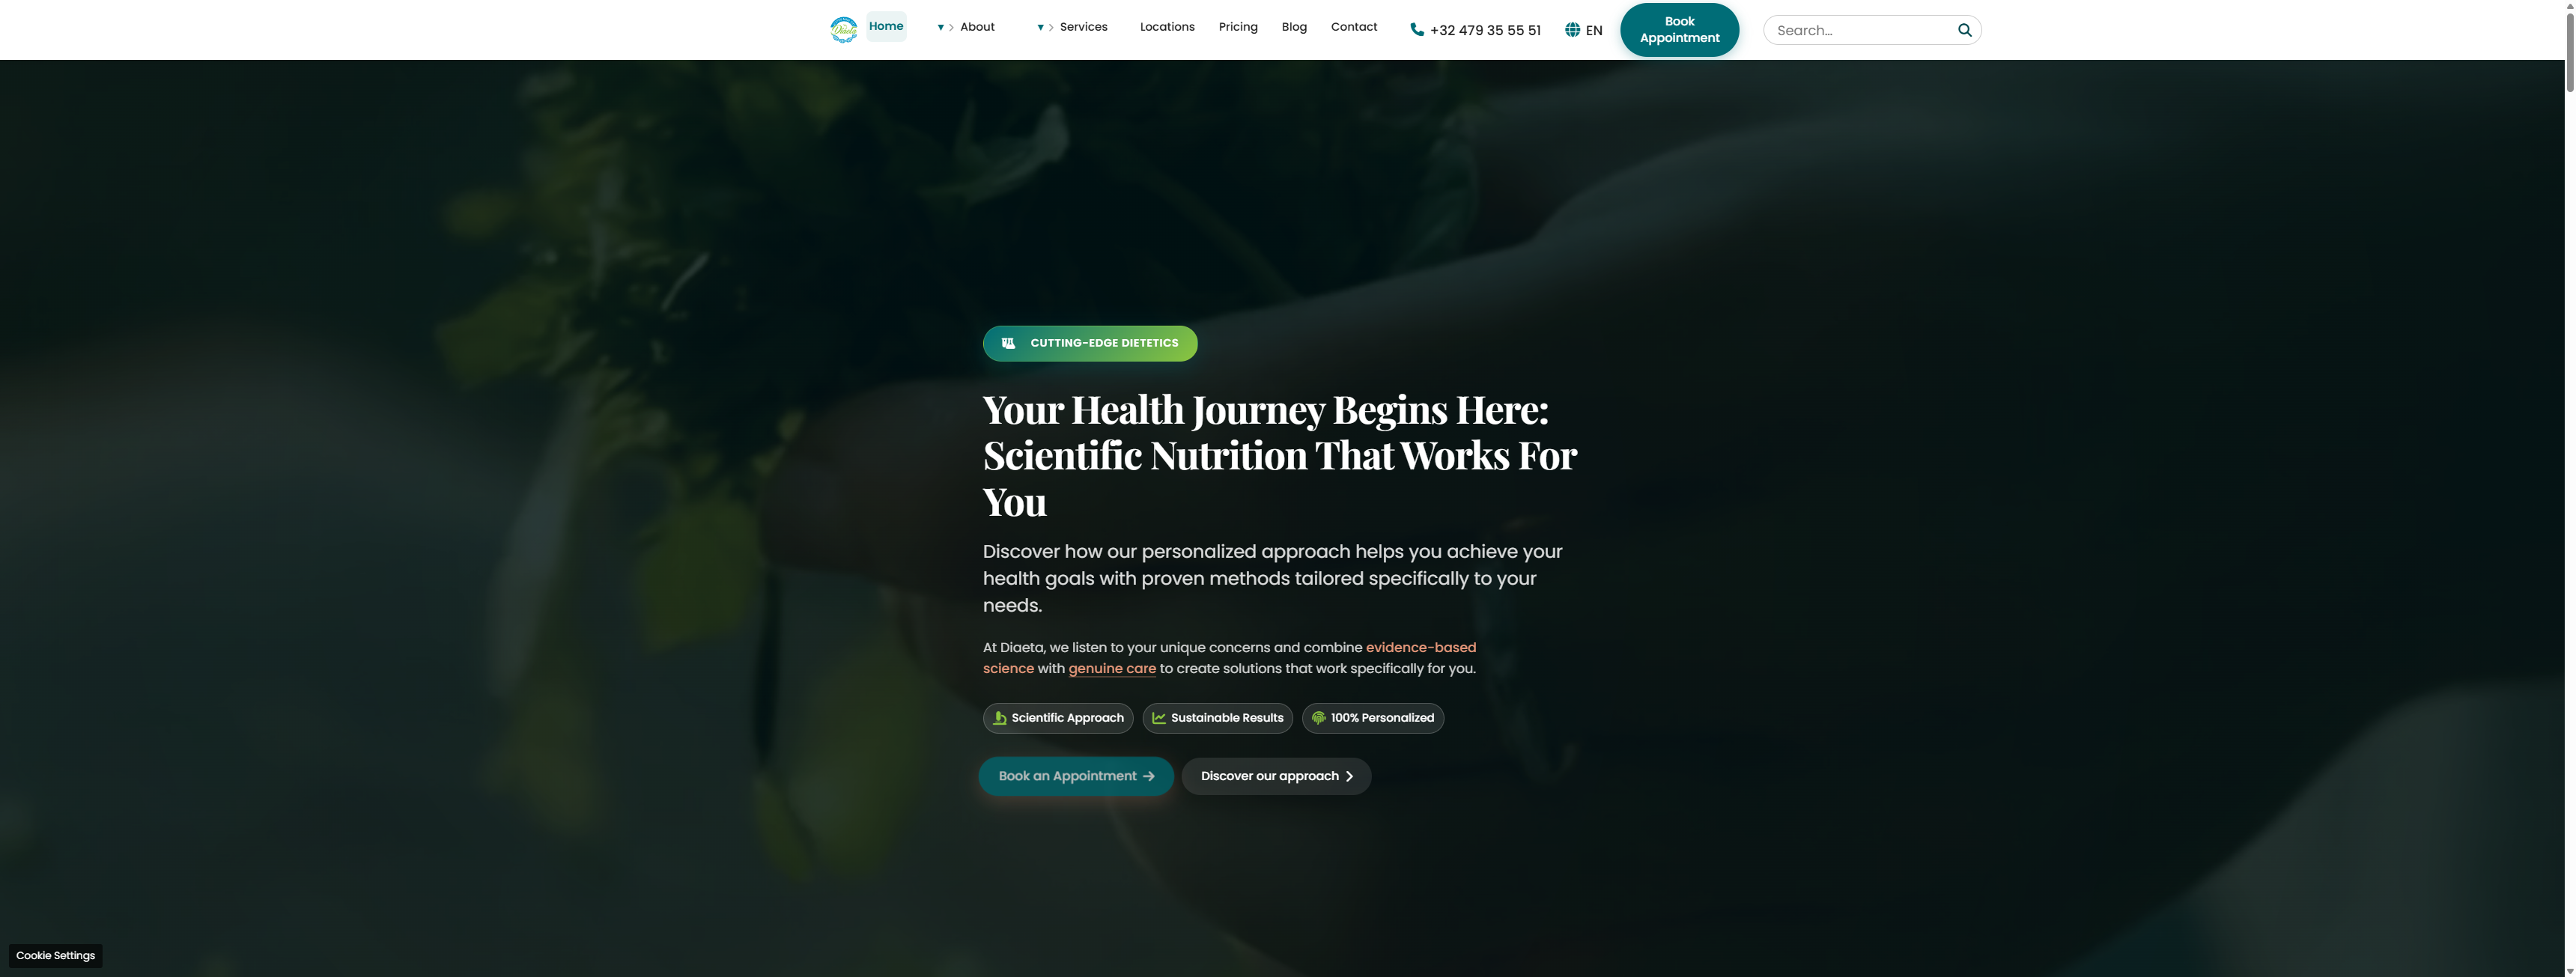 Diaeta
Home
About
Services
Locations
Pricing
Blog
Contact
+32 479 35 55 51
EN
Book
Appointment
Search...
CUTTING-EDGE DIETETICS
Your Health Journey Begins Here:
Scientific Nutrition That Works For
You
Discover how our personalized approach helps you achieve your
health goals with proven methods tailored specifically to your
needs.
At Diaeta, we listen to your unique concerns and combine evidence-based
science with genuine care to create solutions that work specifically for you.
Scientific Approach
Sustainable Results
100% Personalized
Book an Appointment
Discover our approach
Cookie Settings